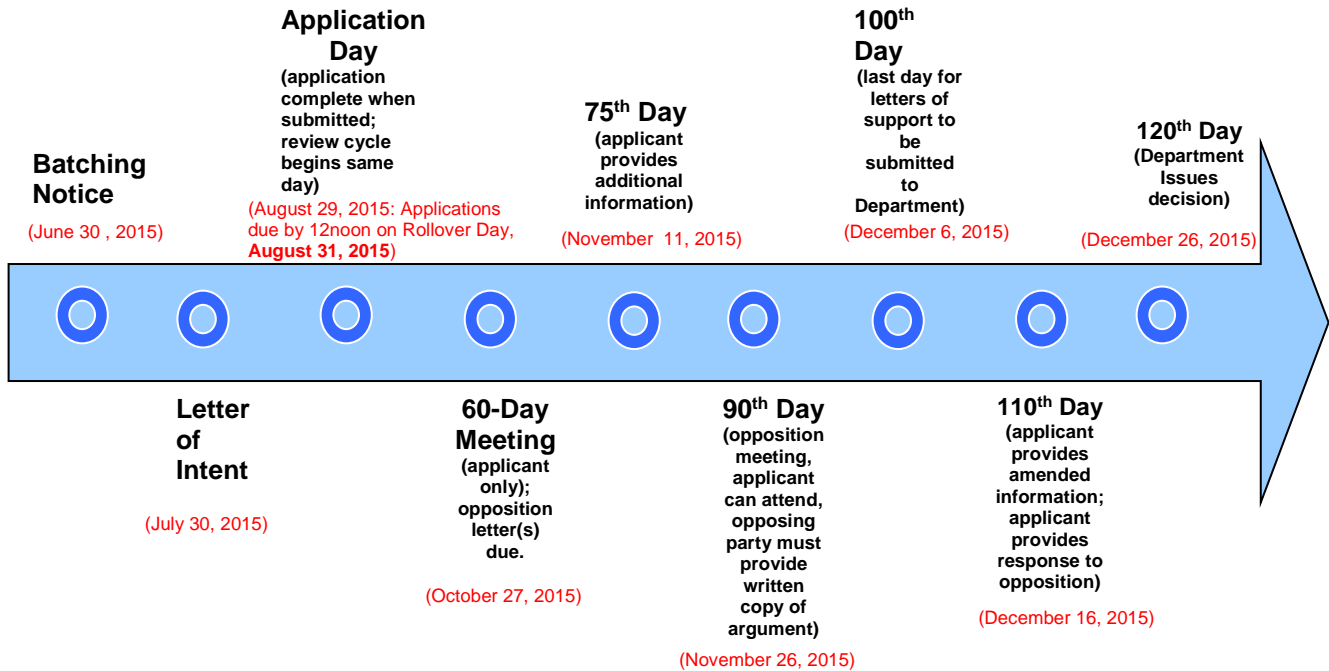 Batching
Notice
(June 30 , 2015)
Letter
of
Intent
(July 30, 2015)
Application
Day
(application
complete when
submitted;
review cycle
begins same
day)
(August 29, 2015: Applications
due by 12noon on Rollover Day,
August 31, 2015)
60-Day
Meeting
(applicant
only);
opposition
letter(s)
due.
(October 27, 2015)
75th Day
(applicant
provides
additional
information)
(November 11, 2015)
90th Day
(opposition
meeting,
applicant
can attend,
opposing
party must
provide
written
copy of
argument)
(November 26, 2015)
100th
Day
(last day for
letters of
support to
be
submitted
to
Department)
(December 6, 2015)
110th Day
(applicant
provides
amended
information;
applicant
provides
response to
opposition)
(December 16, 2015)
120th Day
(Department
Issues
decision)
(December 26, 2015)